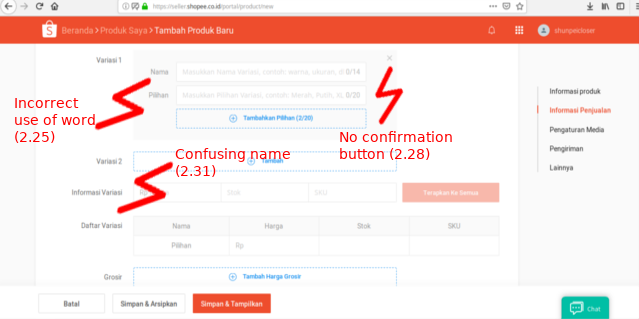 https://seller.shopee.co.id/portal/product/new
Beranda > Produk Saya > Tambah Produk Baru
shunpeicloser
Variasi 1
Nama
Masukkan Nama Variasi, contoh: warna, ukuran, dl 0/14
Pilihan
Masukkan Pilihan Variasi, contoh: Merah, Putih, 0/20
Tambahkan Pilihan (2/20)
Incorrect
use of word
(2.25)
No confirmation
button (2.28)
Informasi produk
Informasi Penjualan
Pengaturan Media
Pengiriman
Lainnya
Variasi 2
Tambah
Confusing name
(2.31)
Informasi Variasi
Stok
SKU
Terapkan Ke Semua
Daftar Variasi
Nama Harga Stok SKU
Pilihan Rp
Grosir
Tambah Harga Grosir
Batal
Simpan & Arsipkan
Simpan & Tampilkan
Chat